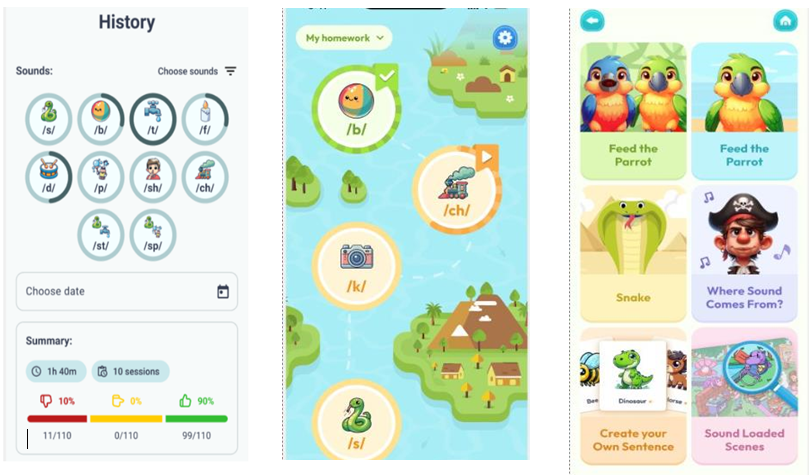 History
Sounds:
Choose sounds
/s/
/b/
/t/
/f/
/d/
/p/
/sh/
/ch/
/st/
/sp/
Choose date
Summary:
1h 40m
10 sessions
10%
0%
90%
11/110
0/110
99/110
My homework
/b/
/ch/
/k/
/s/
Feed the
Parrot
Feed the
Parrot
Snake
Where Sound
Comes From?
Bee
Dinosaur
orse
Create your
Own Sentence
Sound Loaded
Scenes